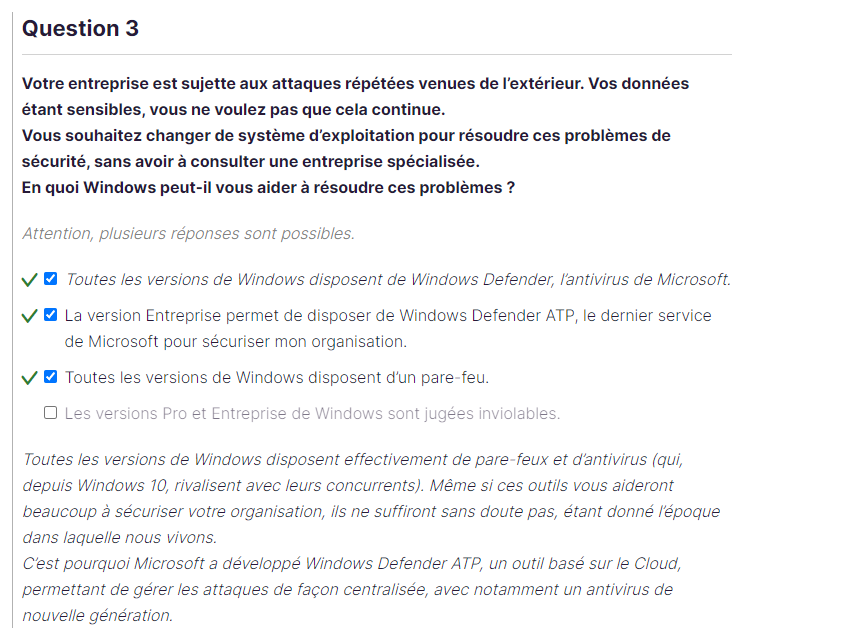 Question 3
Votre entreprise est sujette aux attaques répétées venues de l’extérieur. Vos données
étant sensibles, vous ne voulez pas que cela continue.
Vous souhaitez changer de système d’exploitation pour résoudre ces problèmes de
sécurité, sans avoir à consulter une entreprise spécialisée.
En quoi Windows peut-il vous aider à résoudre ces problèmes ?
Attention, plusieurs réponses sont possibles.
Toutes les versions de Windows disposent de Windows Defender, l’antivirus de Microsoft.
La version Entreprise permet de disposer de Windows Defender ATP, le dernier service
de Microsoft pour sécuriser mon organisation.
Toutes les versions de Windows disposent d’un pare-feu.
Les versions Pro et Entreprise de Windows sont jugées inviolables.
Toutes les versions de Windows disposent effectivement de pare-feux et d’antivirus (qui,
depuis Windows 10, rivalisent avec leurs concurrents). Même si ces outils vous aideront
beaucoup à sécuriser votre organisation, ils ne suffiront sans doute pas, étant donné l’époque
dans laquelle nous vivons.
C’est pourquoi Microsoft a développé Windows Defender ATP, un outil basé sur le Cloud,
permettant de gérer les attaques de façon centralisée, avec notamment un antivirus de
nouvelle génération.